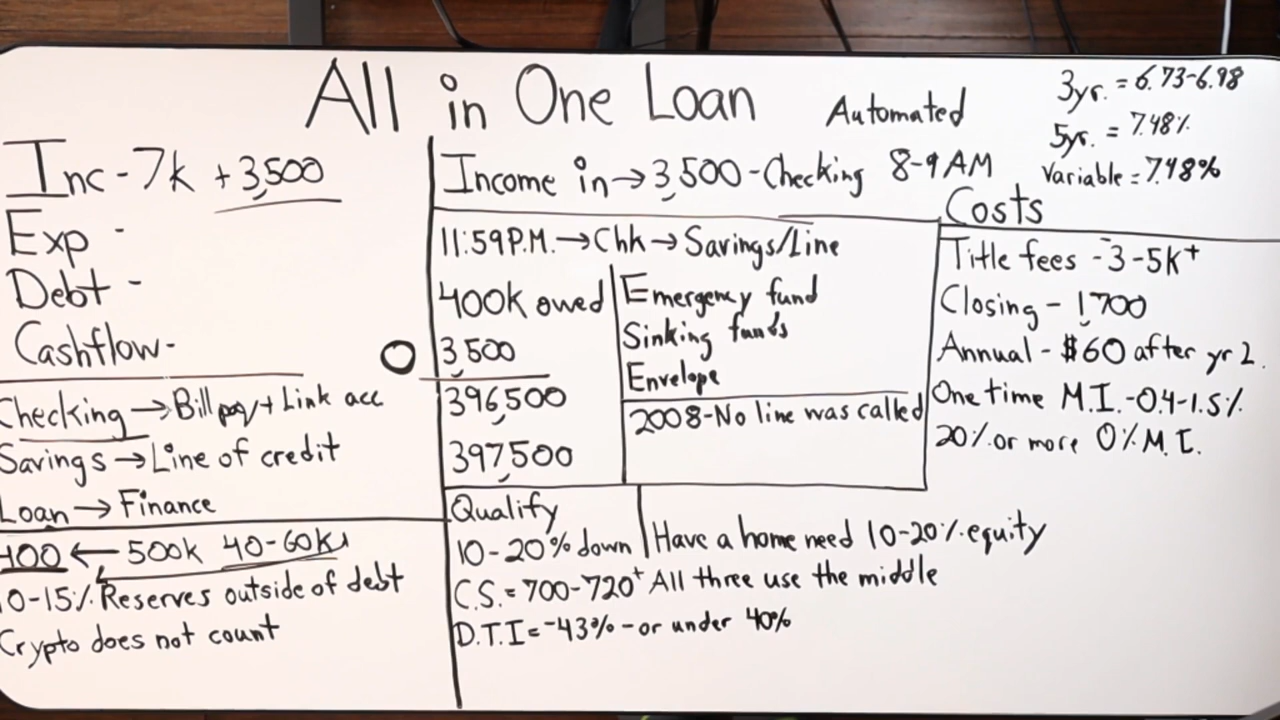 All in One Loan
Automated
3yr. = 6.73-6.98
5yr. = 7.48%
Variable = 7.48%
Inc - 7k + 3,500
Exp -
Debt -
Cashflow -
Checking → Bill pay + Link acc
Savings → Line of credit
Loan → Finance
400 ← 500k 40-60k
10-15% Reserves outside of debt
Crypto does not count
Income in → 3,500 - Checking 8-9 AM
11:59 P.M. → Chk → Savings/Line
400k owed
3,500
396,500
397,500
Emergency fund
Sinking funds
Envelope
2008 - No line was called
Qualify
10-20% down
Have a home need 10-20% equity
C.S. = 700-720+ All three use the middle
D.T.I = -43% - or under 40%
Costs
Title fees - 3-5k+
Closing - 1,700
Annual - $60 after yr 2.
One time M.I. - 0.4-1.5%
20% or more 0% M.I.